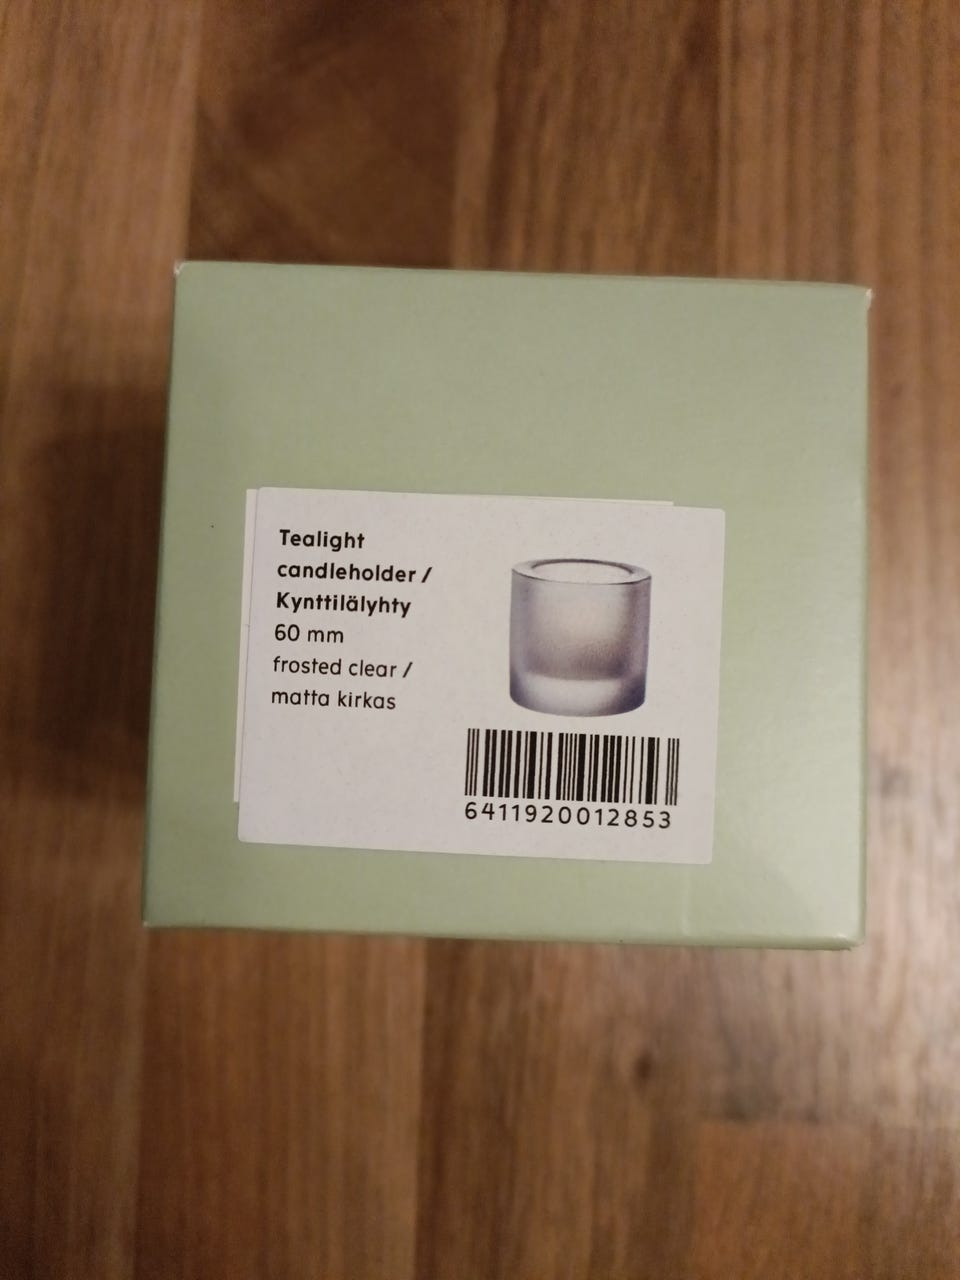 Tealight
candleholder /
Kynttilälyhty
60 mm
frosted clear /
matta kirkas
6411920012853